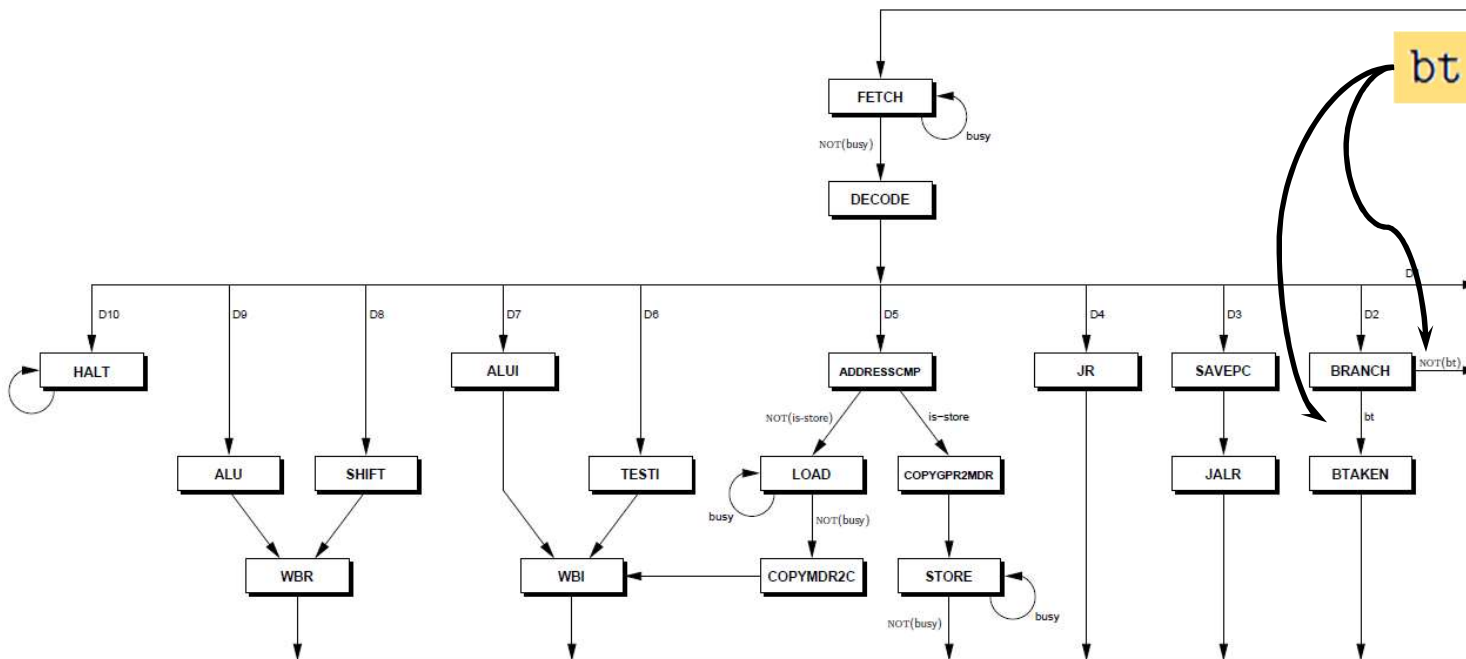 bt
FETCH
busy
NOT(busy)
DECODE
D10
D9
D8
D7
D6
D5
D4
D3
D2
HALT
ALUI
ADDRESSCMP
JR
SAVEPC
BRANCH
NOT(bt)
NOT(is-store)
is-store
bt
ALU
SHIFT
TESTI
LOAD
COPYGPR2MDR
JALR
BTAKEN
busy
NOT(busy)
WBR
WBI
COPYMDR2C
STORE
busy
NOT(busy)